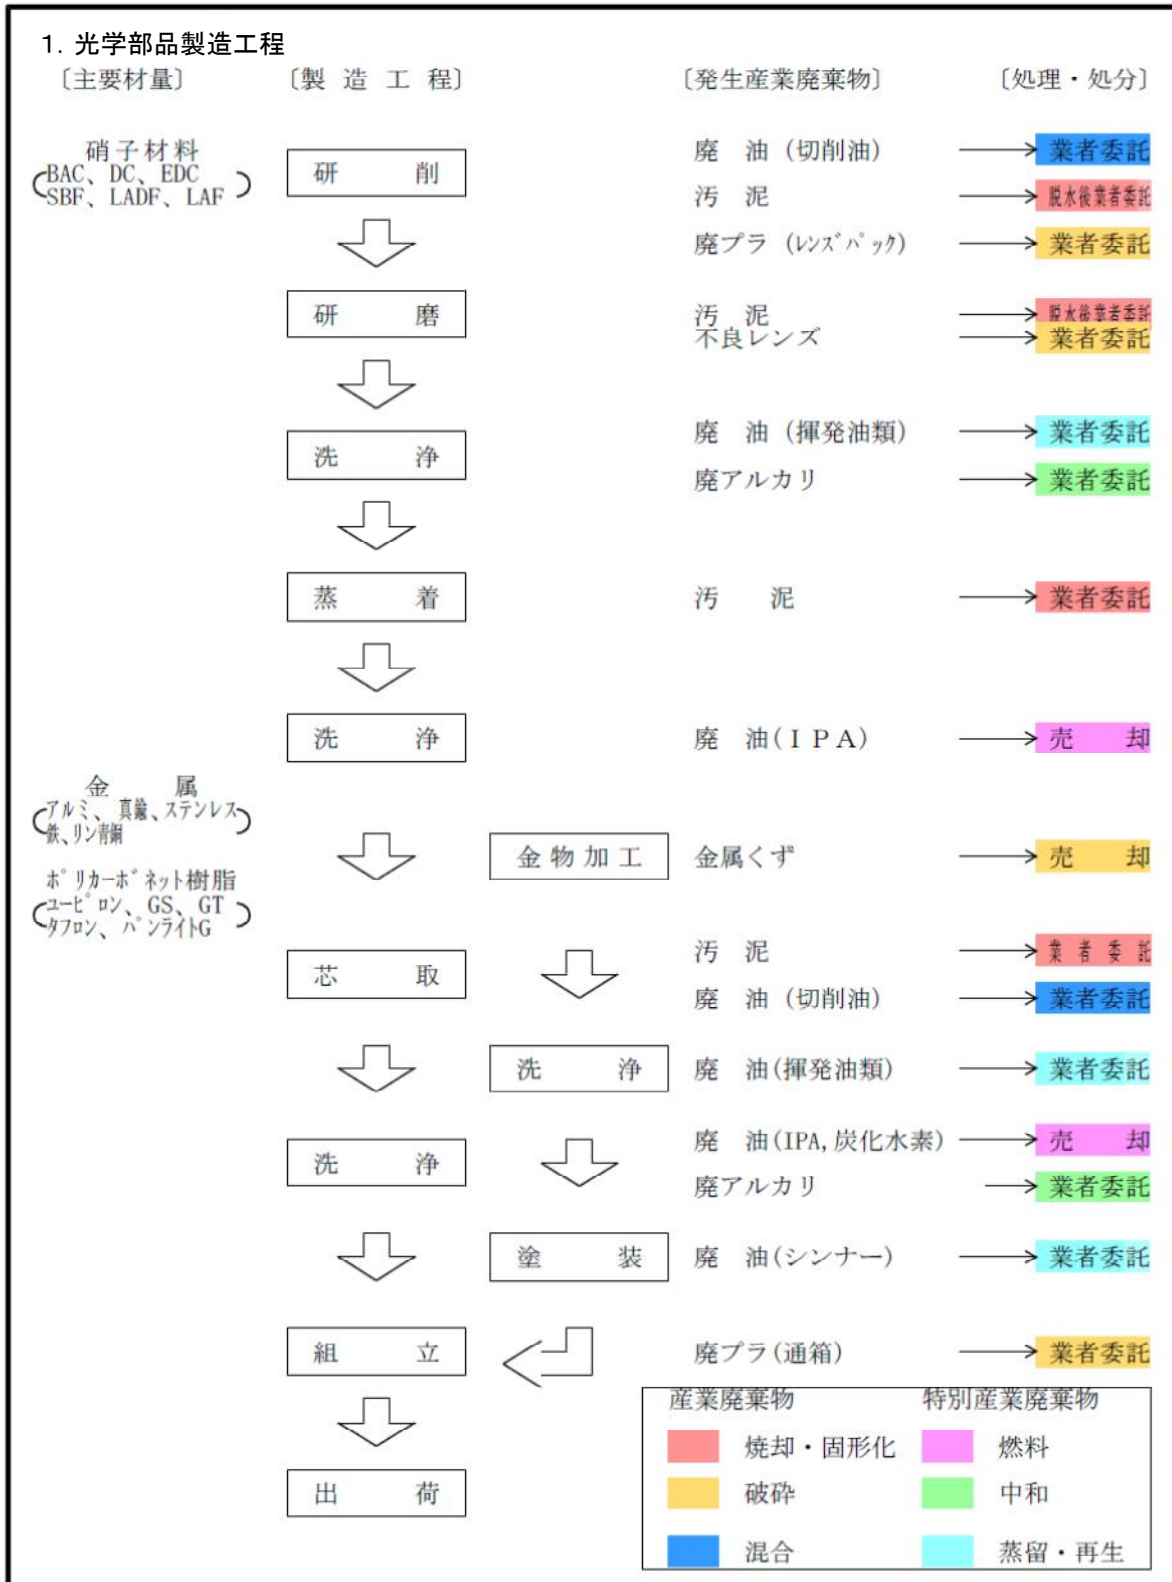 1. 光学部品製造工程
〔主要材量〕 〔製 造 工 程〕 〔発生産業廃棄物〕 〔処理・処分〕
硝子材料
BAC、DC、EDC
SBF、LADF、LAF
研 削
廃 油 (切削油) 業者委託
汚 泥 脱水後業者委託
廃プラ (レンズパック) 業者委託
研 磨
汚 泥 脱水後業者委託
不良レンズ 業者委託
洗 浄
廃 油 (揮発油類) 業者委託
廃アルカリ 業者委託
蒸 着 汚 泥 業者委託
洗 浄 廃 油(IPA) 売 却
金 属
アルミ、真鍮、ステンレス
鉄、リン青銅
金物加工 金属くず 売 却
ポリカーボネット樹脂
ユーピロン、GS、GT
タフロン、パンライトG
芯 取
汚 泥 業 者 委 託
廃 油 (切削油) 業者委託
洗 浄 廃 油(揮発油類) 業者委託
洗 浄
廃 油(IPA,炭化水素) 売 却
廃アルカリ 業者委託
塗 装 廃 油(シンナー) 業者委託
組 立 廃プラ(通箱) 業者委託
出 荷
産業廃棄物 特別産業廃棄物
焼却・固形化 燃料
破砕 中和
混合 蒸留・再生